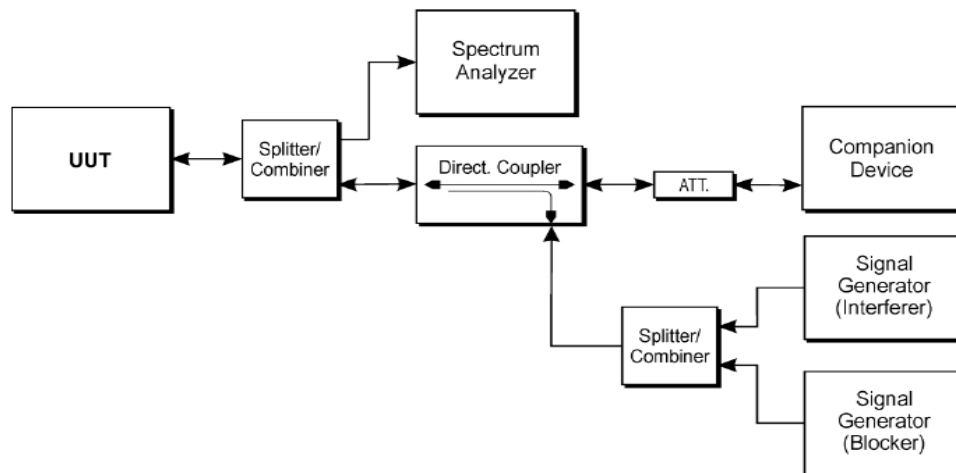 Spectrum
Analyzer
UUT
Splitter/
Combiner
Direct. Coupler
ATT.
Companion
Device
Signal
Generator
(Interferer)
Splitter/
Combiner
Signal
Generator
(Blocker)